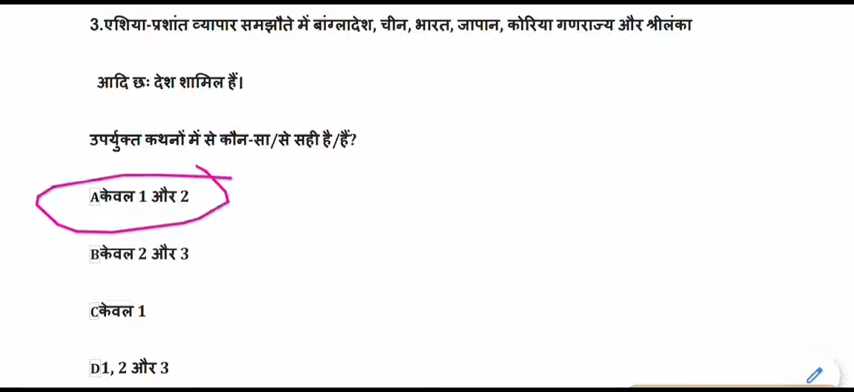 3.एशिया-प्रशांत व्यापार समझौते में बांग्लादेश, चीन, भारत, जापान, कोरिया गणराज्य और श्रीलंका
आदि छः देश शामिल हैं।
उपर्युक्त कथनों में से कौन-सा/से सही है/हैं?
Aकेवल 1 और 2
Bकेवल 2 और 3
Cकेवल 1
D1, 2 और 3